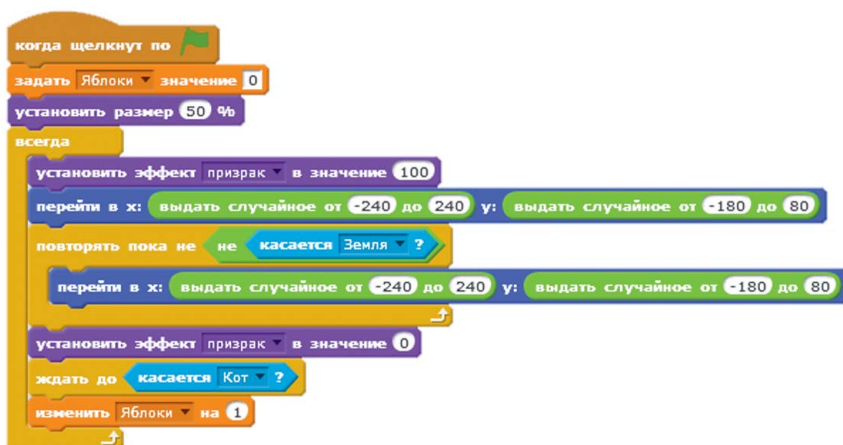 когда щелкнут по
задать Яблоки значение 0
установить размер 50 %
всегда
установить эффект призрак в значение 100
перейти в x: выдать случайное от -240 до 240 y: выдать случайное от -180 до 80
повторять пока не не касается Земля ?
перейти в x: выдать случайное от -240 до 240 y: выдать случайное от -180 до 80
установить эффект призрак в значение 0
ждать до касается Кот ?
изменить Яблоки на 1